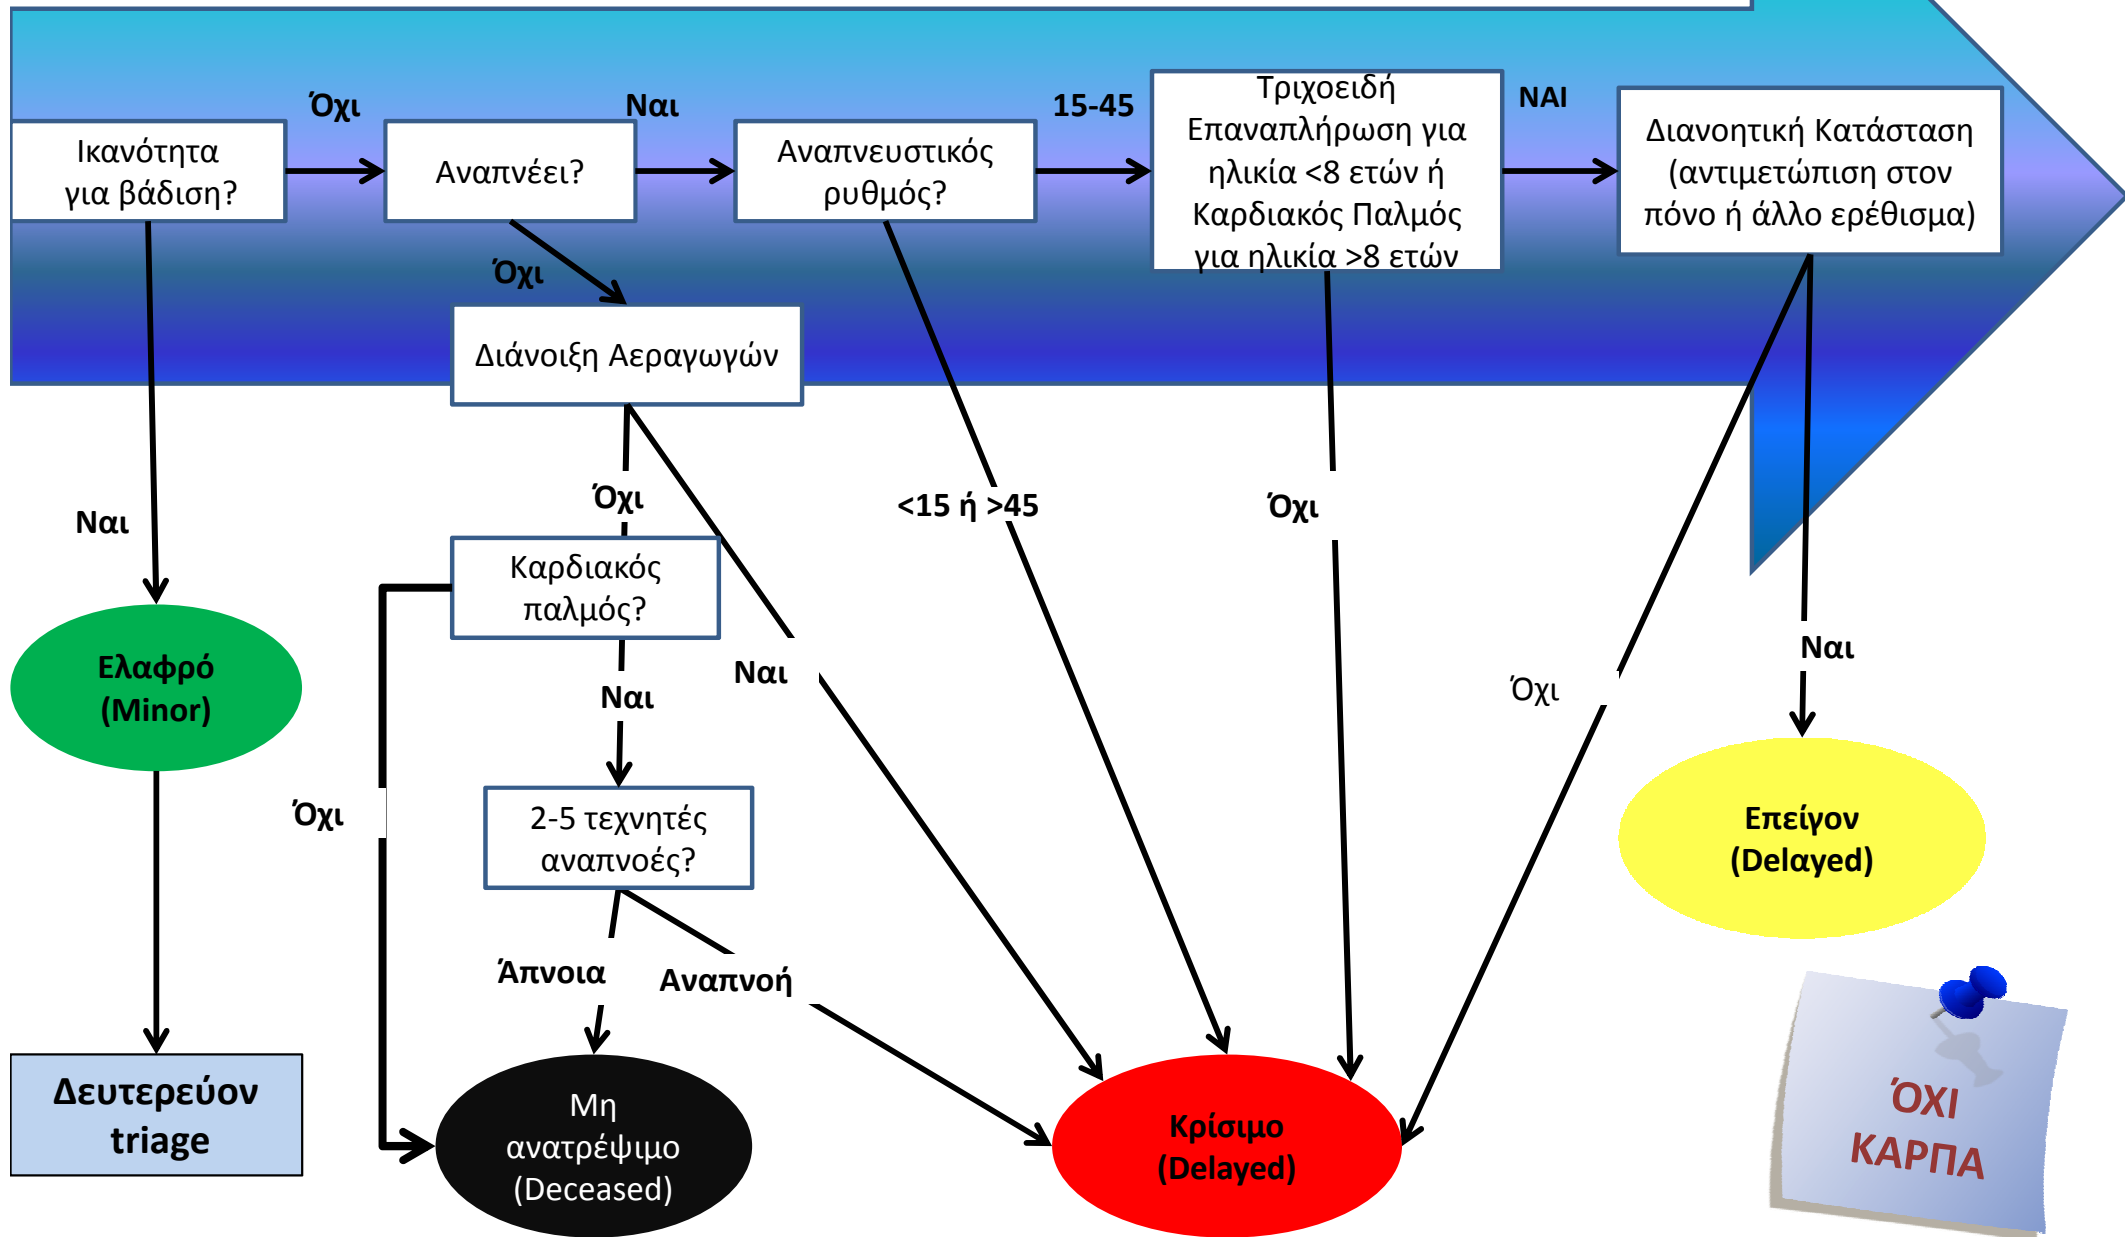 Όχι
Ναι
15-45
ΝΑΙ
Ικανότητα
για βάδιση?
Αναπνέει?
Αναπνευστικός
ρυθμός?
Τριχοειδή
Επαναπλήρωση για
ηλικία <8 ετών ή
Καρδιακός Παλμός
για ηλικία >8 ετών
Διανοητική Κατάσταση
(αντιμετώπιση στον
πόνο ή άλλο ερέθισμα)
Όχι
Διάνοιξη Αεραγωγών
Ναι
Όχι
<15 ή >45
Όχι
Καρδιακός
παλμός?
Ναι
Ναι
Όχι
Ναι
Ελαφρό
(Minor)
Όχι
2-5 τεχνητές
αναπνοές?
Επείγον
(Delαyed)
Άπνοια
Αναπνοή
Δευτερεύον
triage
Μη
ανατρέψιμο
(Deceased)
Κρίσιμο
(Delayed)
ΌΧΙ
ΚΑΡΠΑ